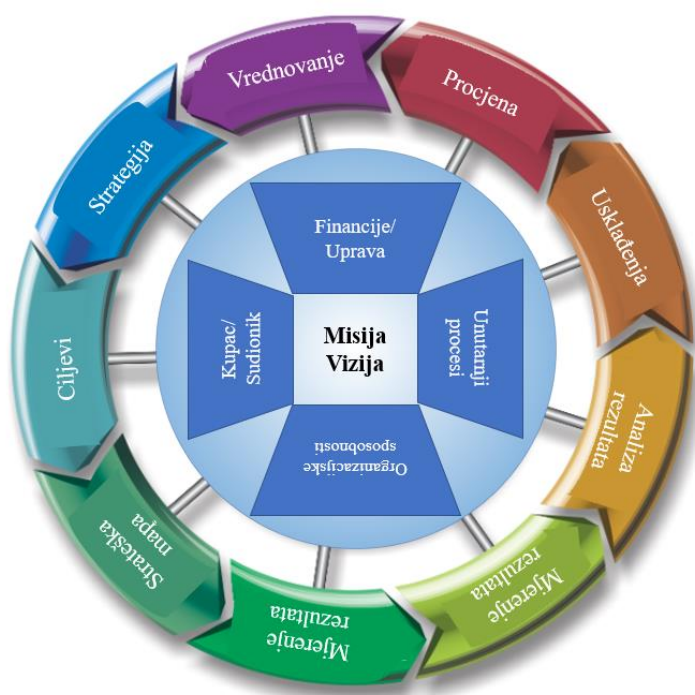 Vrednovanje
Procjena
Usklađenja
Analiza
rezultata
Mjerenje
rezultata
Mjerenje
rezultata
Strateška
mapa
Ciljevi
Strategija
Financije/
Uprava
Unutarnji
procesi
Organizacijske
sposobnosti
Kupac/
Sudionik
Misija
Vizija